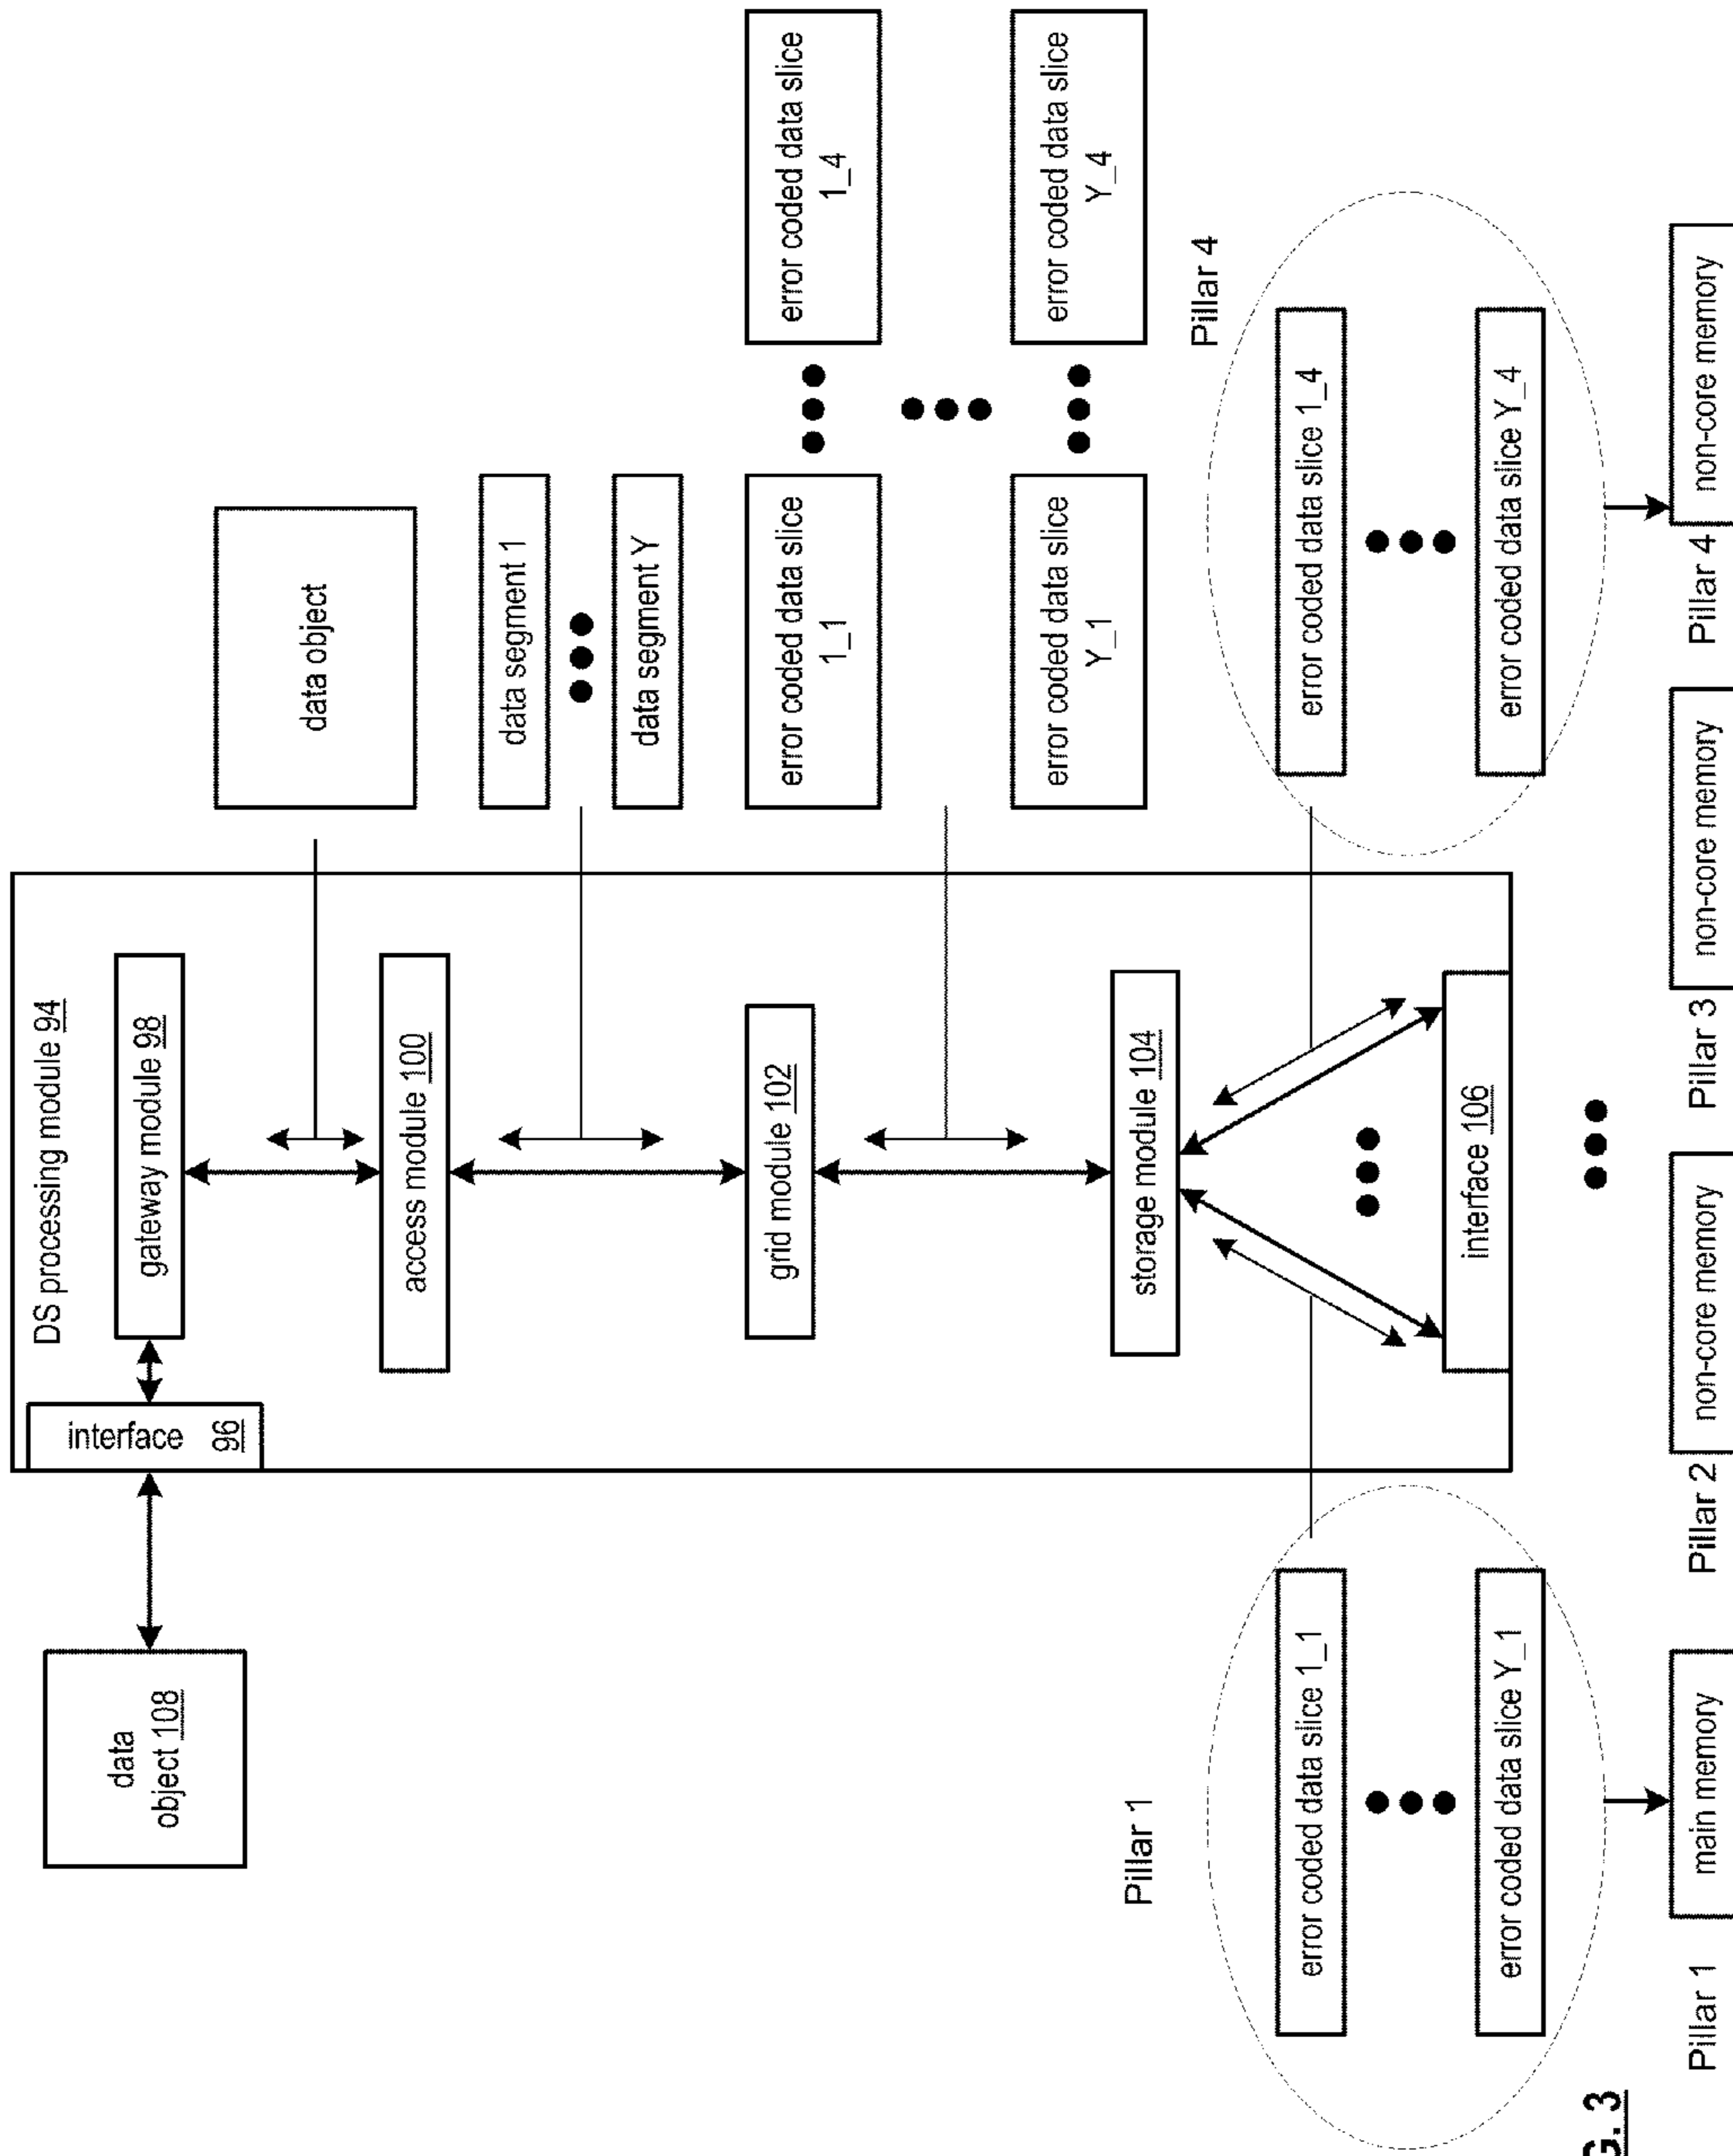 DS processing module 94
data
object 108
interface 96
gateway module 98
data object
access module 100
data segment 1
data segment Y
grid module 102
error coded data slice
1_1
error coded data slice
1_4
error coded data slice
Y_1
error coded data slice
Y_4
storage module 104
Pillar 1
Pillar 4
error coded data slice 1_1
error coded data slice Y_1
interface 106
error coded data slice 1_4
error coded data slice Y_4
Pillar 1
main memory
Pillar 2
non-core memory
Pillar 3
non-core memory
Pillar 4
non-core memory
G. 3